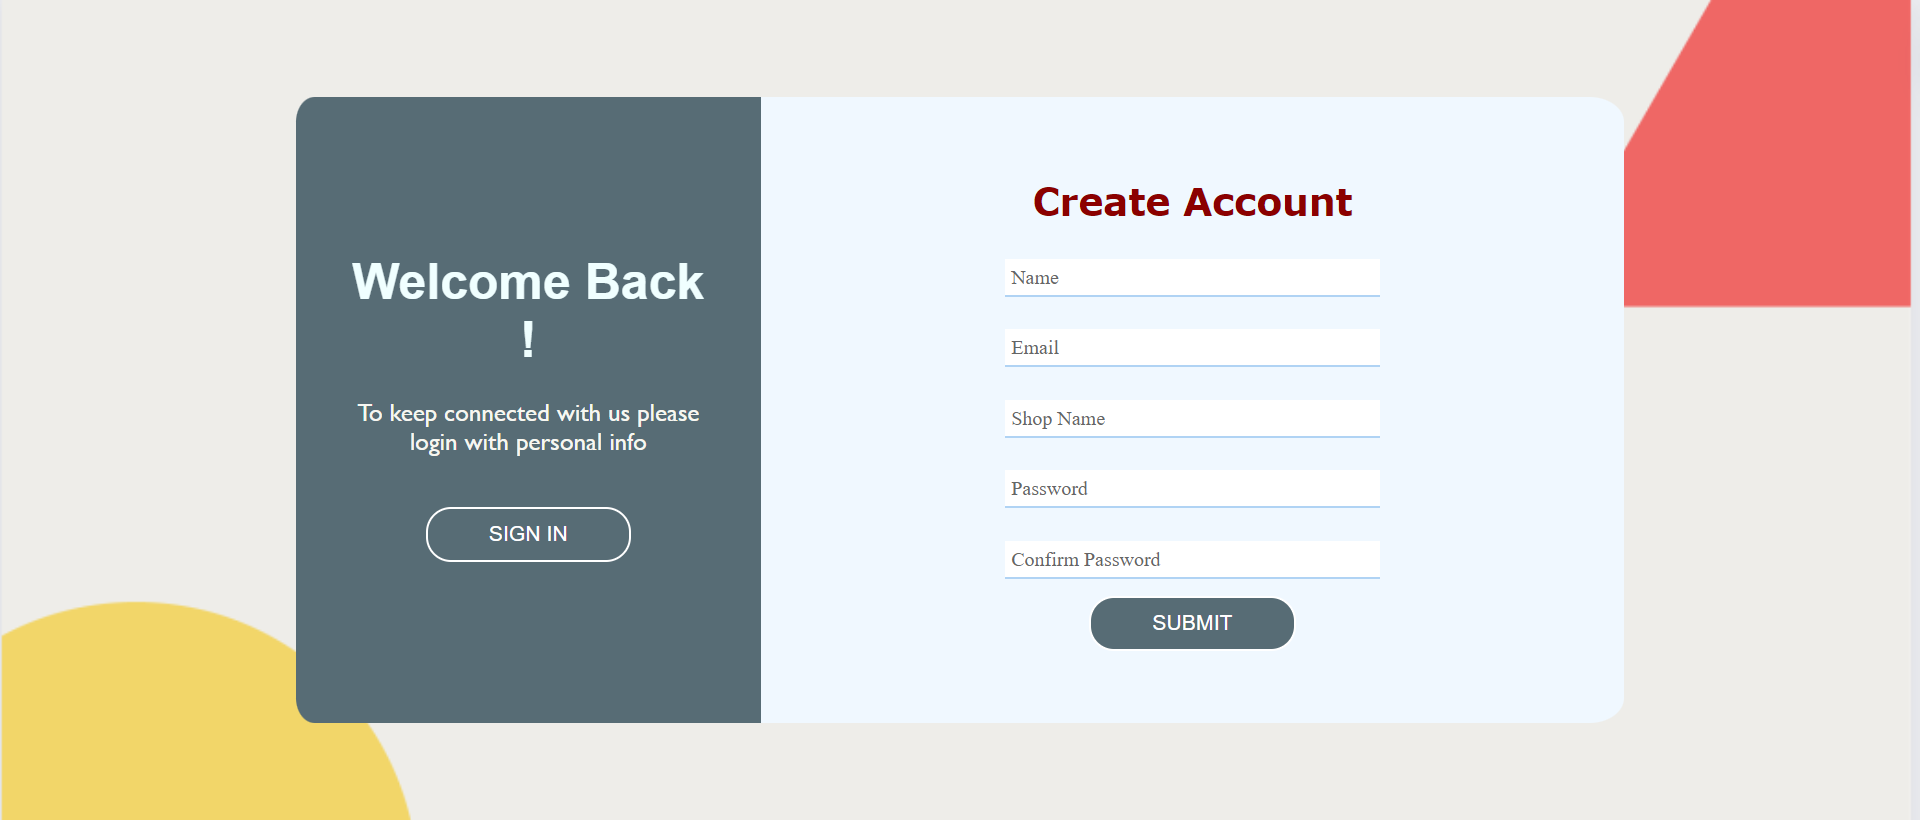 Welcome Back
!
To keep connected with us please
login with personal info
SIGN IN
Create Account
Name
Email
Shop Name
Password
Confirm Password
SUBMIT